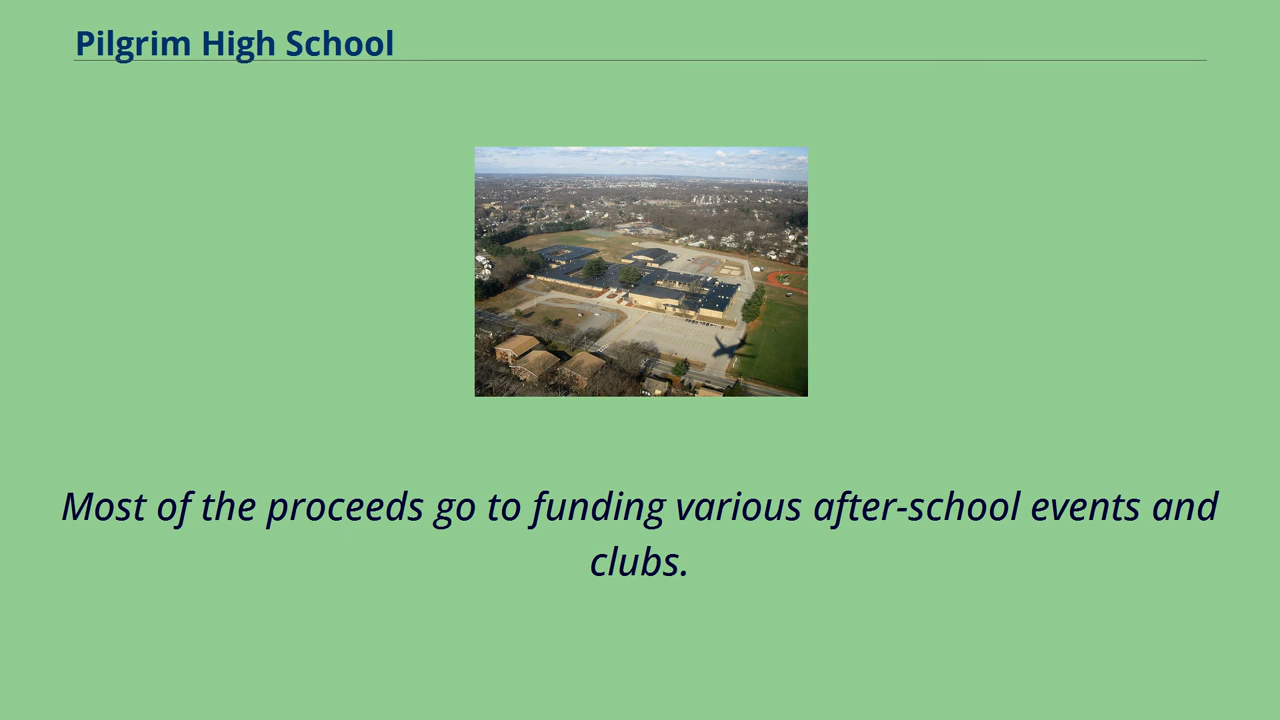 Pilgrim High School
Most of the proceeds go to funding various after-school events and
clubs.